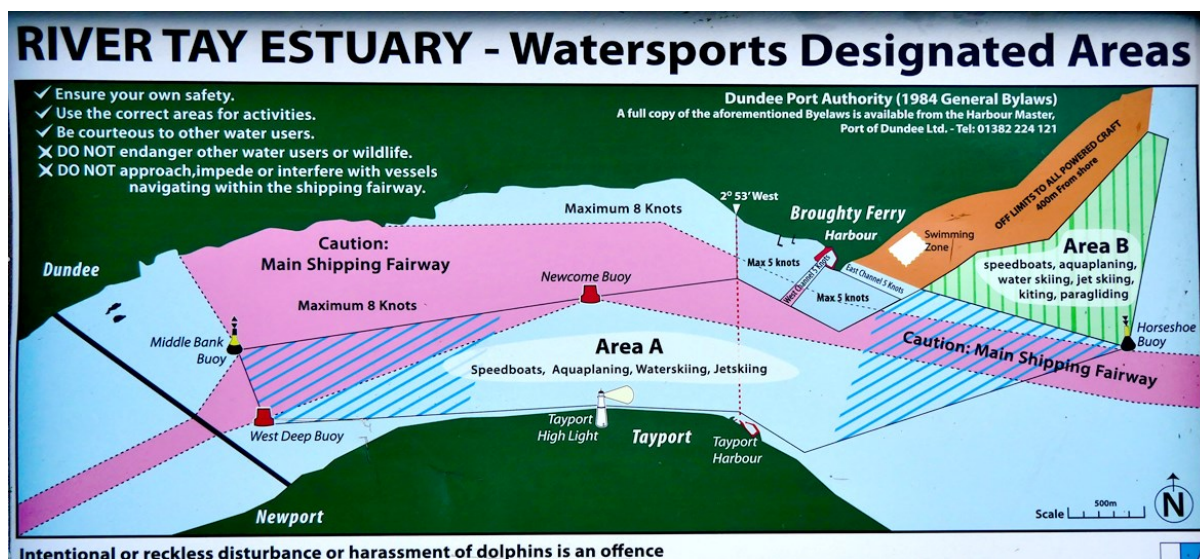 RIVER TAY ESTUARY - Watersports Designated Areas
✓ Ensure your own safety.
✓ Use the correct areas for activities.
✓ Be courteous to other water users.
X DO NOT endanger other water users or wildlife.
X DO NOT approach,impede or interfere with vessels
navigating within the shipping fairway.
Dundee Port Authority (1984 General Bylaws)
A full copy of the aforementioned Byelaws is available from the Harbour Master,
Port of Dundee Ltd. - Tel: 01382 224 121
OFF LIMITS TO ALL POWERED CRAFT
400m From shore
2° 53' West
Maximum 8 Knots
Broughty Ferry
Harbour
Swimming
Zone
Caution:
Main Shipping Fairway
Dundee
Newcome Buoy
Maximum 8 Knots
Max 5 knots
West Channel 5 Knots
East Channel 5 Knots
Max 5 knots
Area B
speedboats, aquaplaning,
water skiing, jet skiing,
kiting, paragliding
Middle Bank
Buoy
Area A
Speedboats, Aquaplaning, Waterskiing, Jetskiing
Caution: Main Shipping Fairway
Horseshoe
Buoy
West Deep Buoy
Tayport
High Light
Tayport
Tayport
Harbour
Newport
Scale
500m
N
Intentional or reckless disturbance or harassment of dolphins is an offence